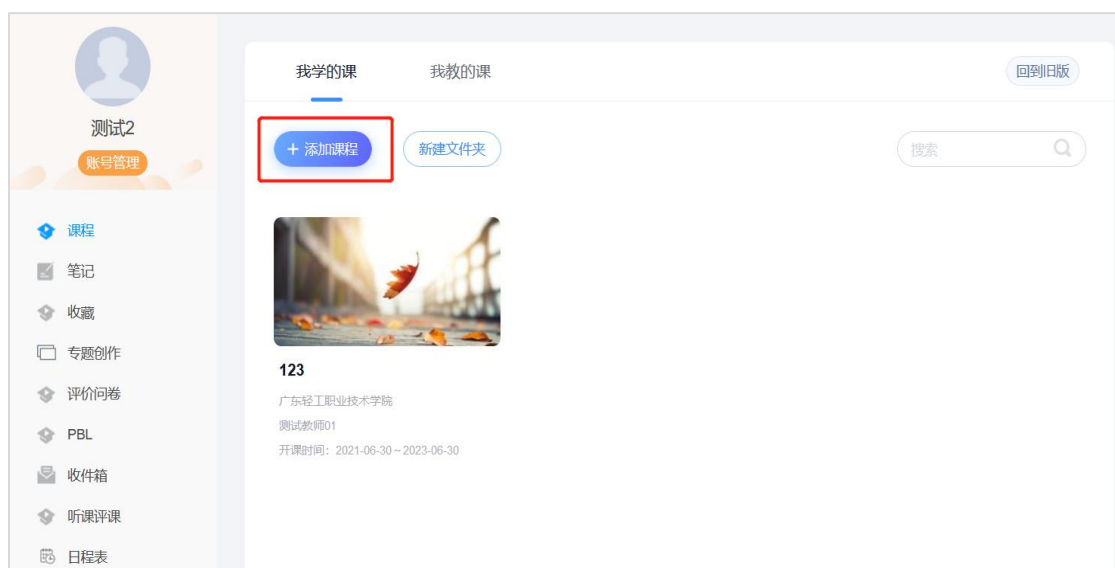 测试2
账号管理
课程
笔记
收藏
专题创作
评价问卷
PBL
收件箱
听课评课
日程表
我学的课
我教的课
回到旧版
+ 添加课程
新建文件夹
搜索
123
广东轻工职业技术学院
测试教师01
开课时间：2021-06-30～2023-06-30